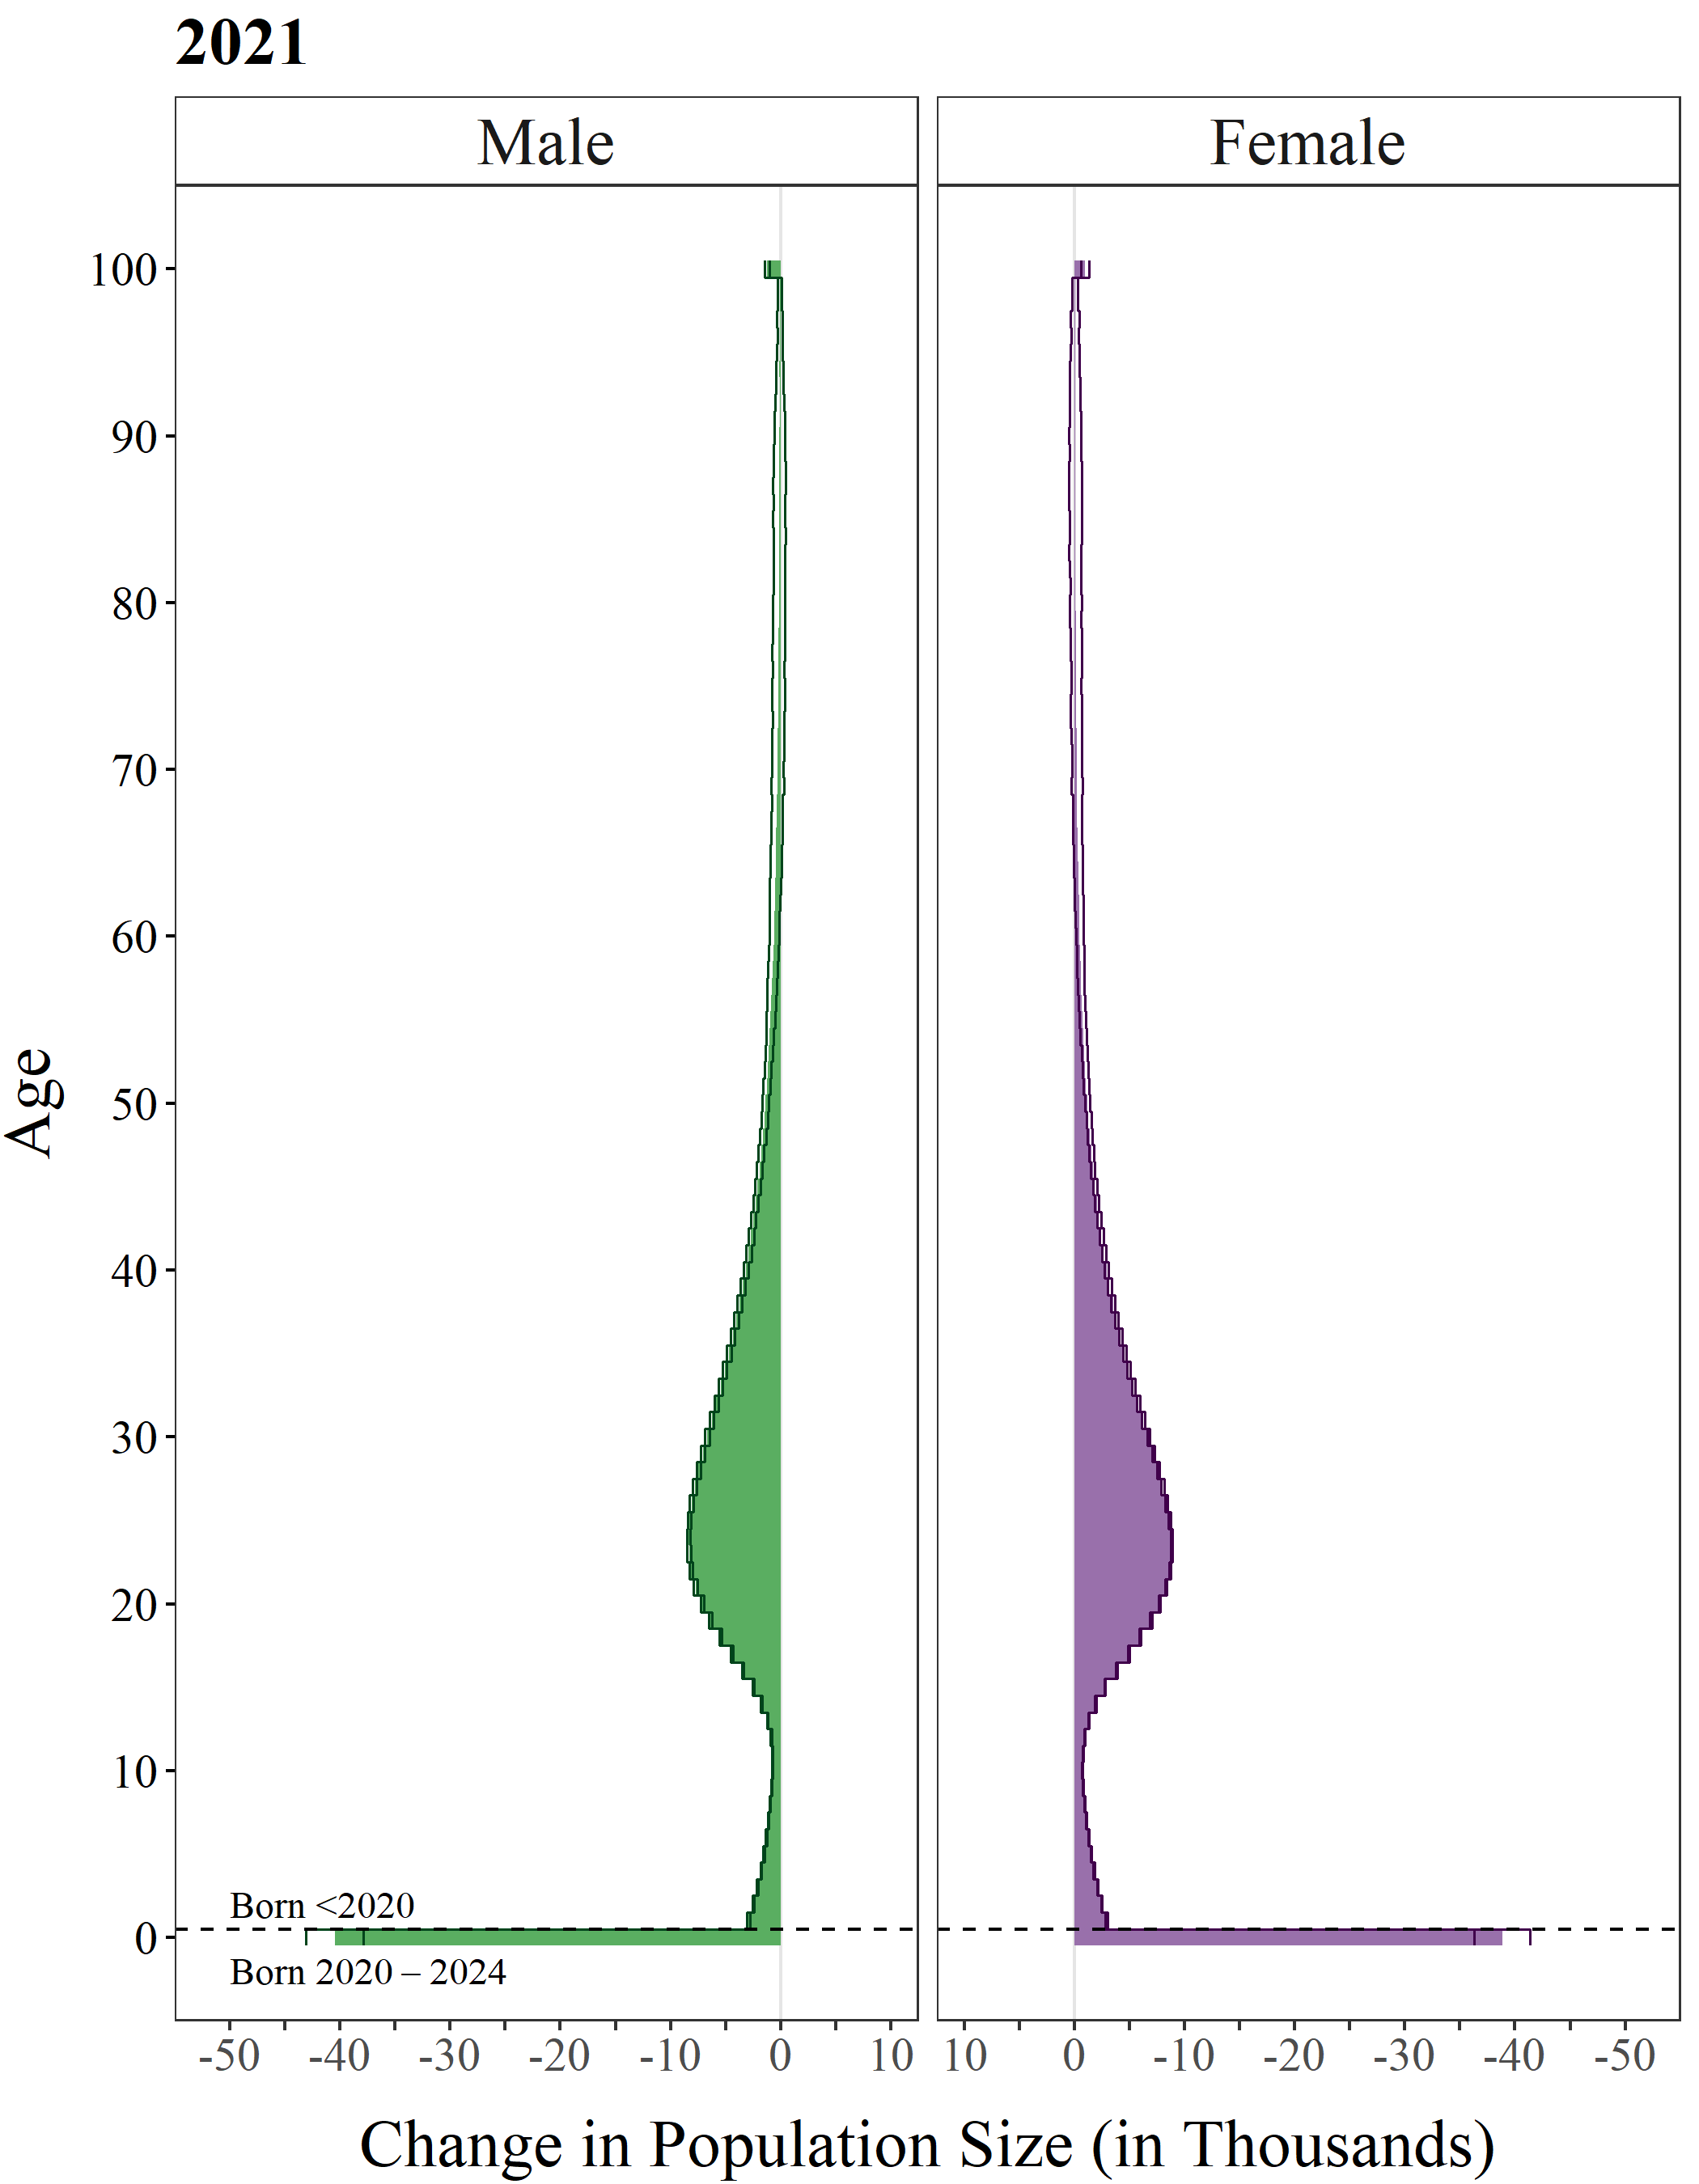 2021
Male
Female
100
90
80
70
60
50
40
30
20
10
0
Age
Born <2020
Born 2020 – 2024
-50 -40 -30 -20 -10 0 10
10 0 -10 -20 -30 -40 -50
Change in Population Size (in Thousands)